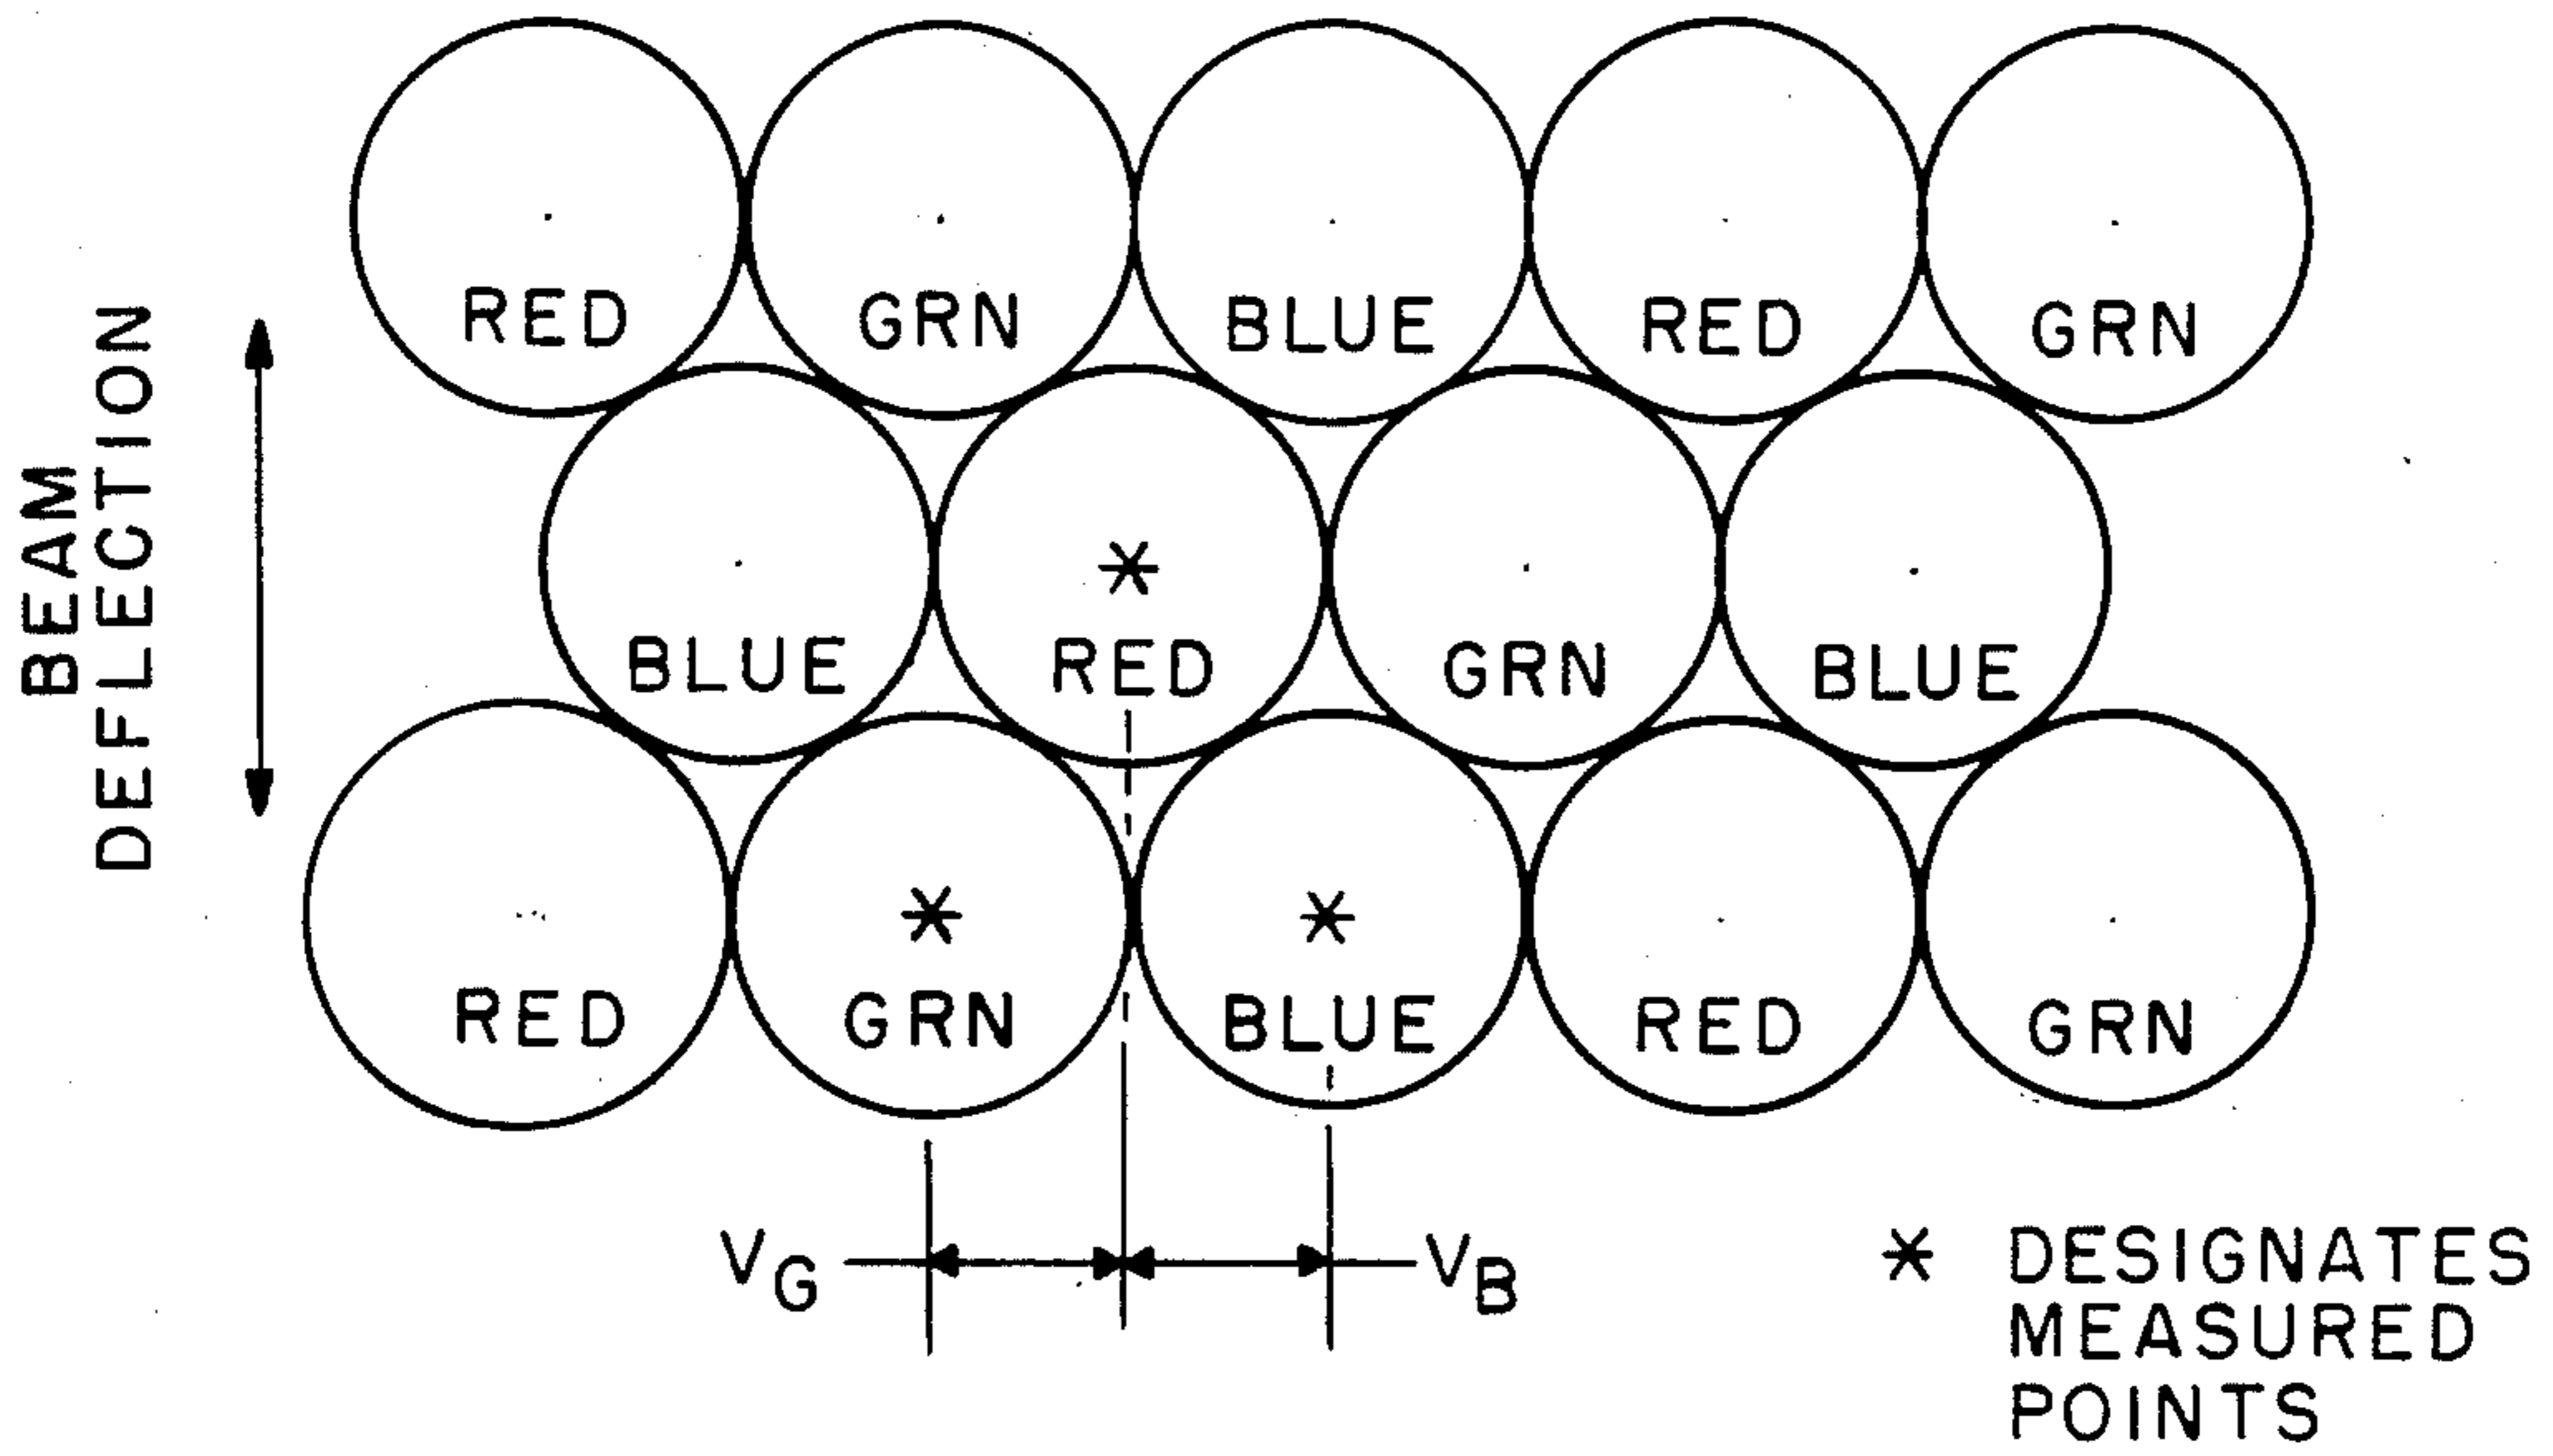 BEAM
DEFLECTION
RED GRN BLUE RED GRN
BLUE RED GRN BLUE
RED GRN BLUE RED GRN
VG VB
* DESIGNATES
MEASURED
POINTS